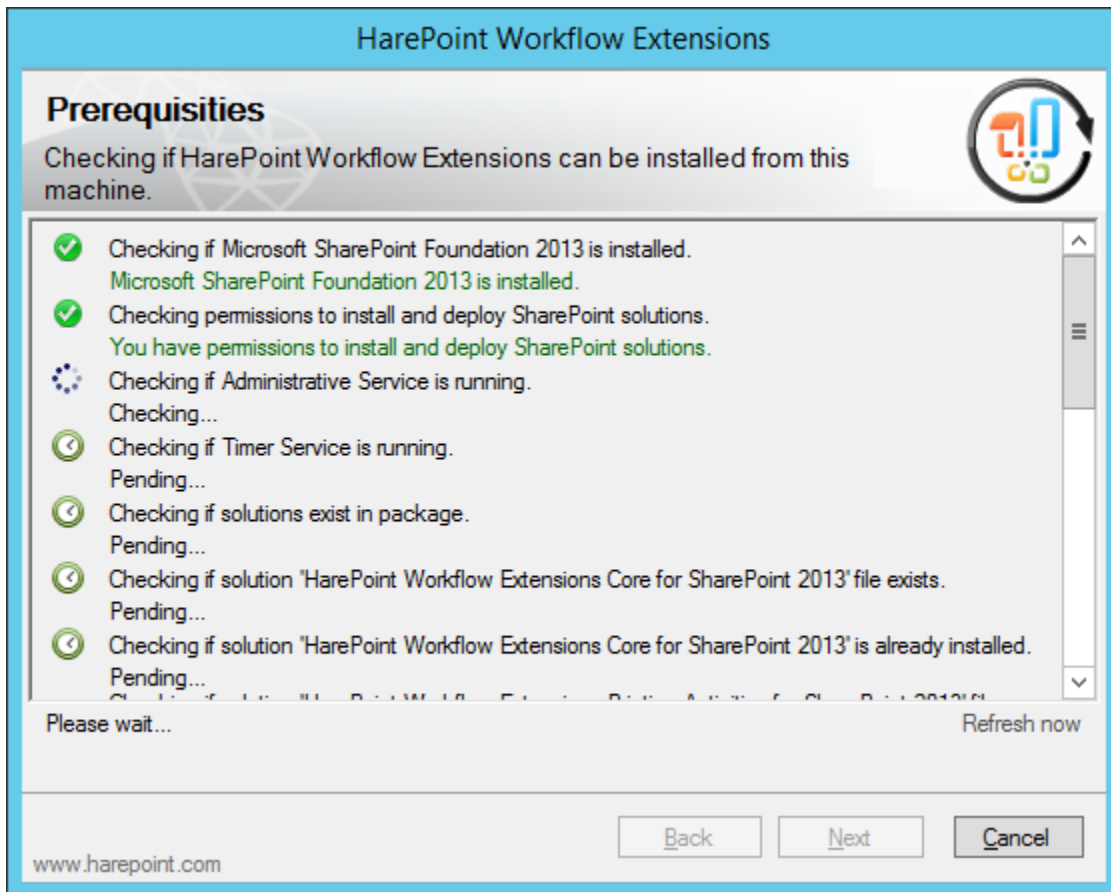 HarePoint Workflow Extensions
Prerequisities
Checking if HarePoint Workflow Extensions can be installed from this
machine.
Checking if Microsoft SharePoint Foundation 2013 is installed.
Microsoft SharePoint Foundation 2013 is installed.
Checking permissions to install and deploy SharePoint solutions.
You have permissions to install and deploy SharePoint solutions.
Checking if Administrative Service is running.
Checking...
Checking if Timer Service is running.
Pending...
Checking if solutions exist in package.
Pending...
Checking if solution "HarePoint Workflow Extensions Core for SharePoint 2013" file exists.
Pending...
Checking if solution "HarePoint Workflow Extensions Core for SharePoint 2013" is already installed.
Pending...
Please wait...
Refresh now
Back
Next
Cancel
www.harepoint.com